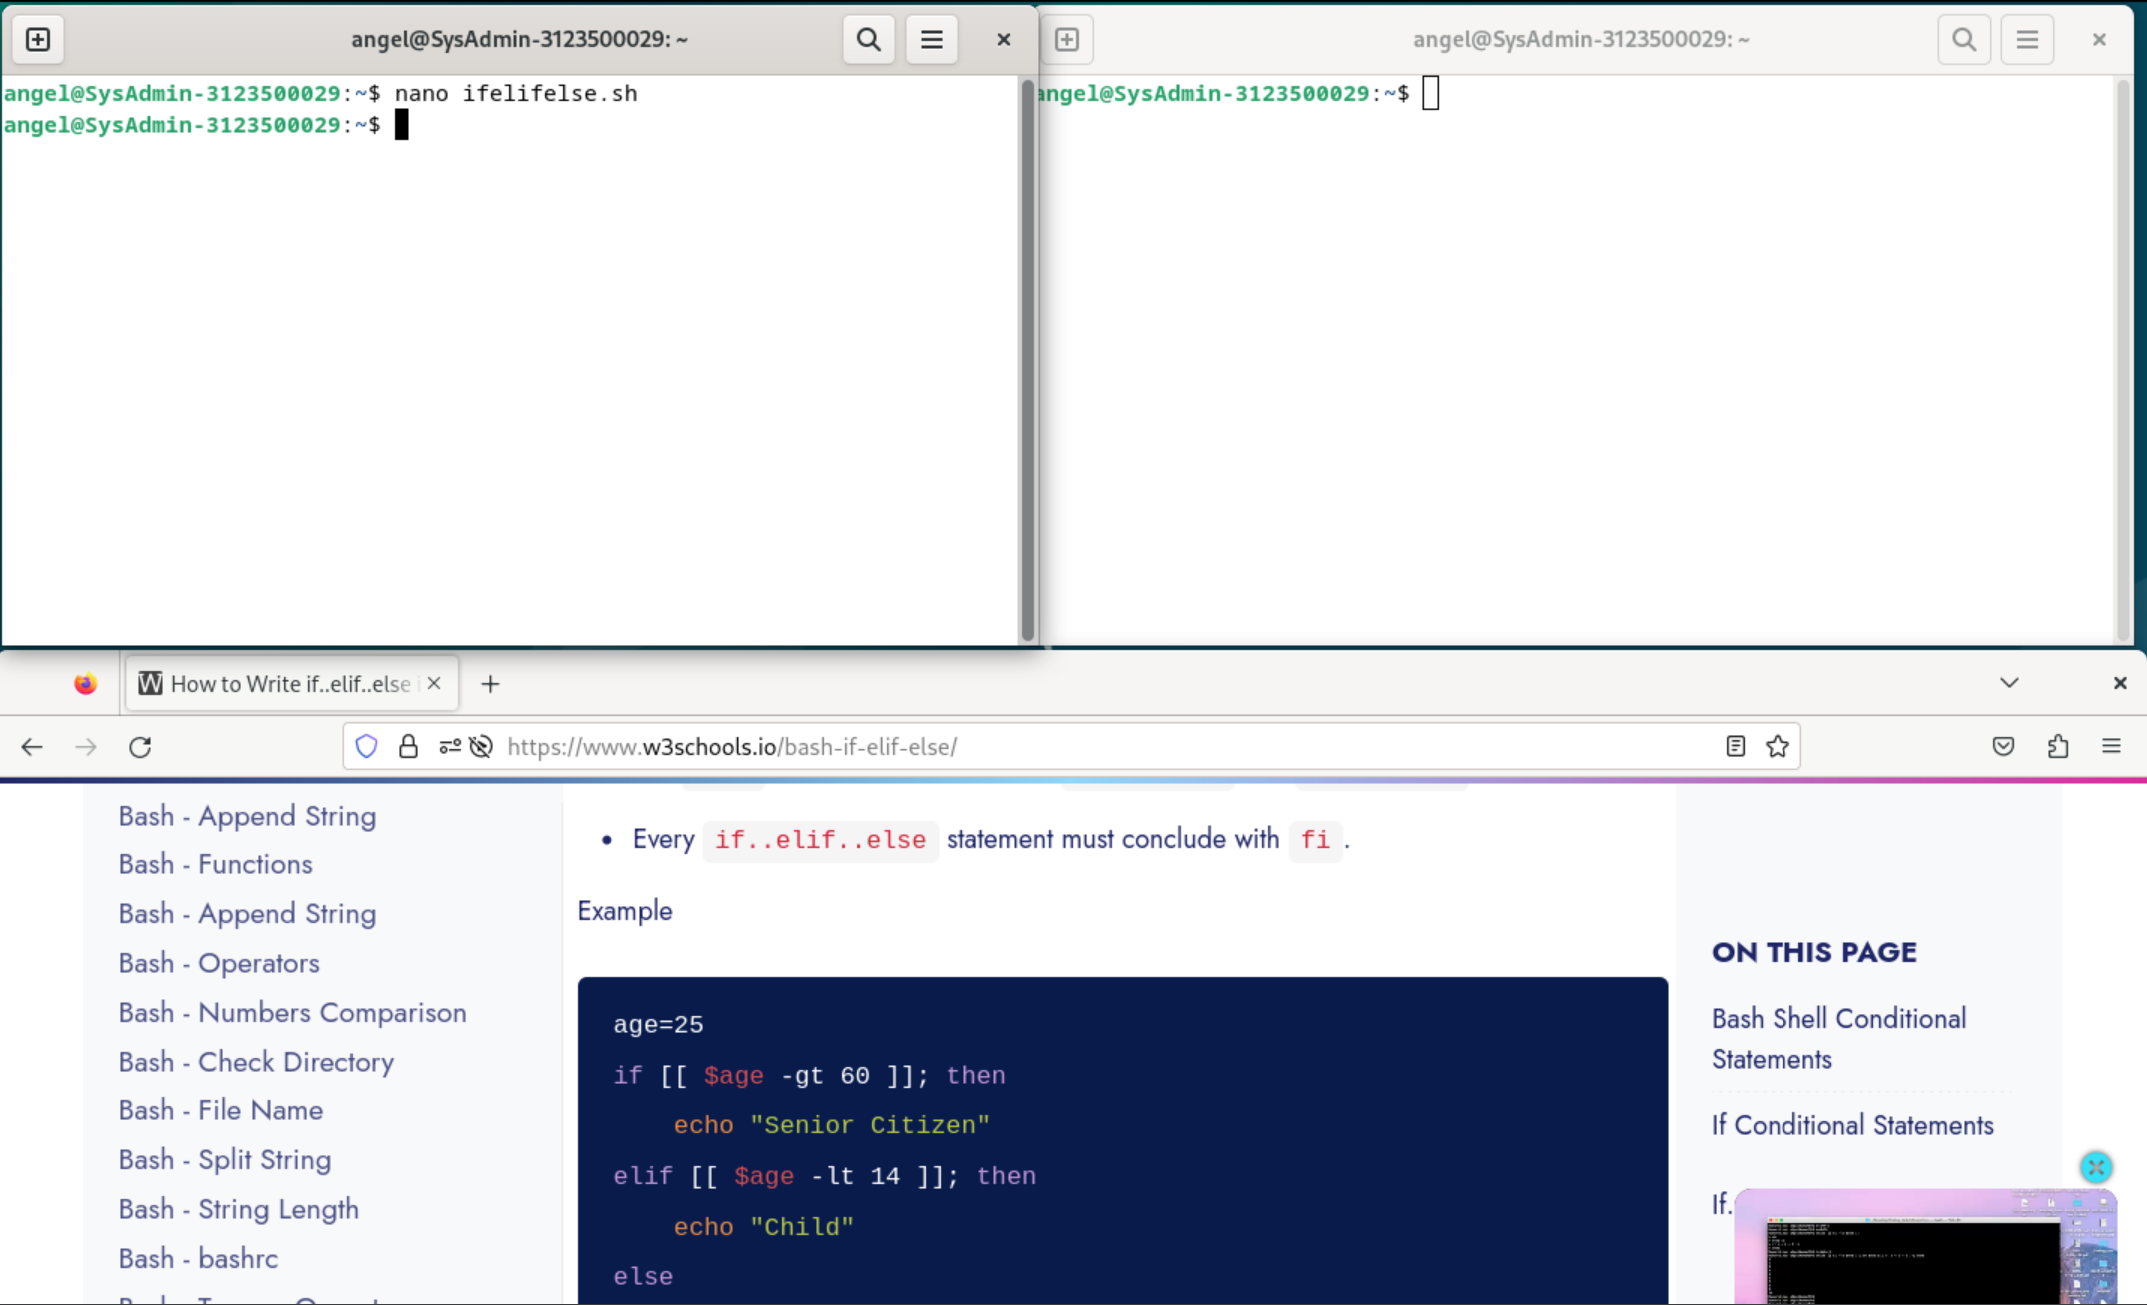 angel@SysAdmin-3123500029: ~
angel@SysAdmin-3123500029:~$ nano ifelifelse.sh
angel@SysAdmin-3123500029:~$
angel@SysAdmin-3123500029: ~
angel@SysAdmin-3123500029:~$
How to Write if..elif..else
https://www.w3schools.io/bash-if-elif-else/
Bash - Append String
Bash - Functions
Bash - Append String
Bash - Operators
Bash - Numbers Comparison
Bash - Check Directory
Bash - File Name
Bash - Split String
Bash - String Length
Bash - bashrc
Every if..elif..else statement must conclude with fi.
Example
age=25
if [[ $age -gt 60 ]]; then
echo "Senior Citizen"
elif [[ $age -lt 14 ]]; then
echo "Child"
else
ON THIS PAGE
Bash Shell Conditional
Statements
If Conditional Statements
If.